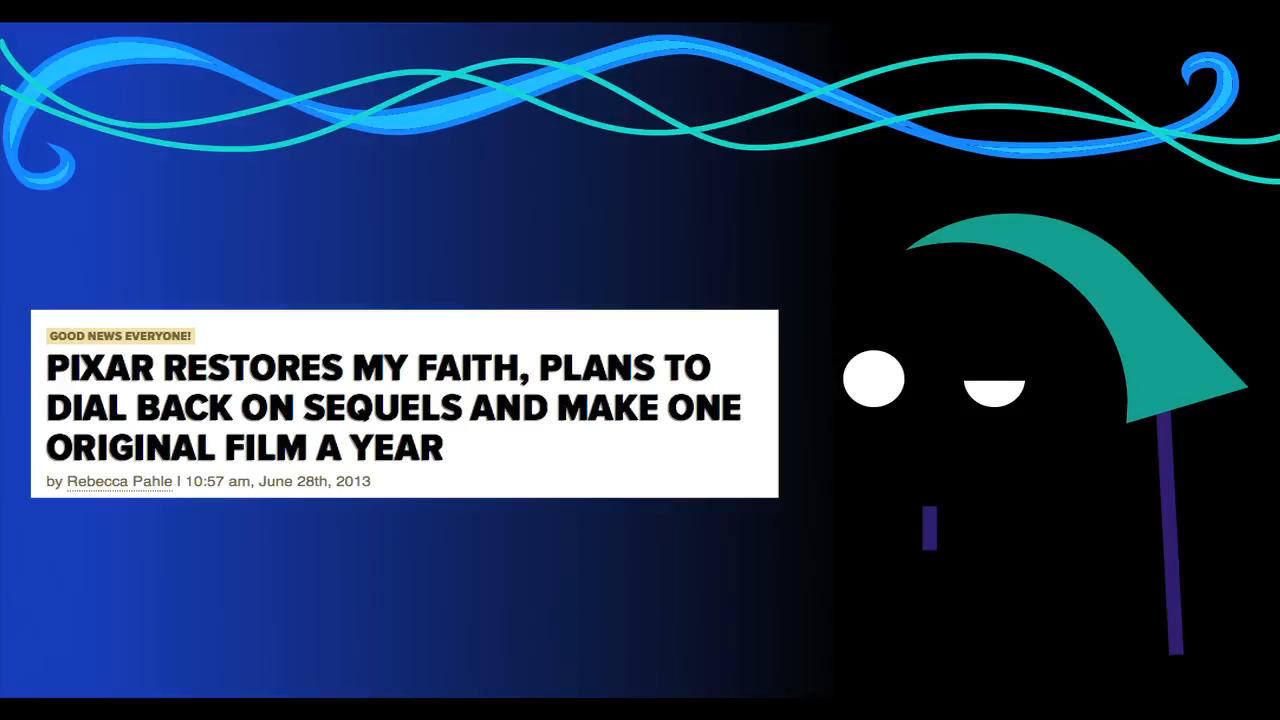 GOOD NEWS EVERYONE!
PIXAR RESTORES MY FAITH, PLANS TO
DIAL BACK ON SEQUELS AND MAKE ONE
ORIGINAL FILM A YEAR
by Rebecca Pahle | 10:57 am, June 28th, 2013